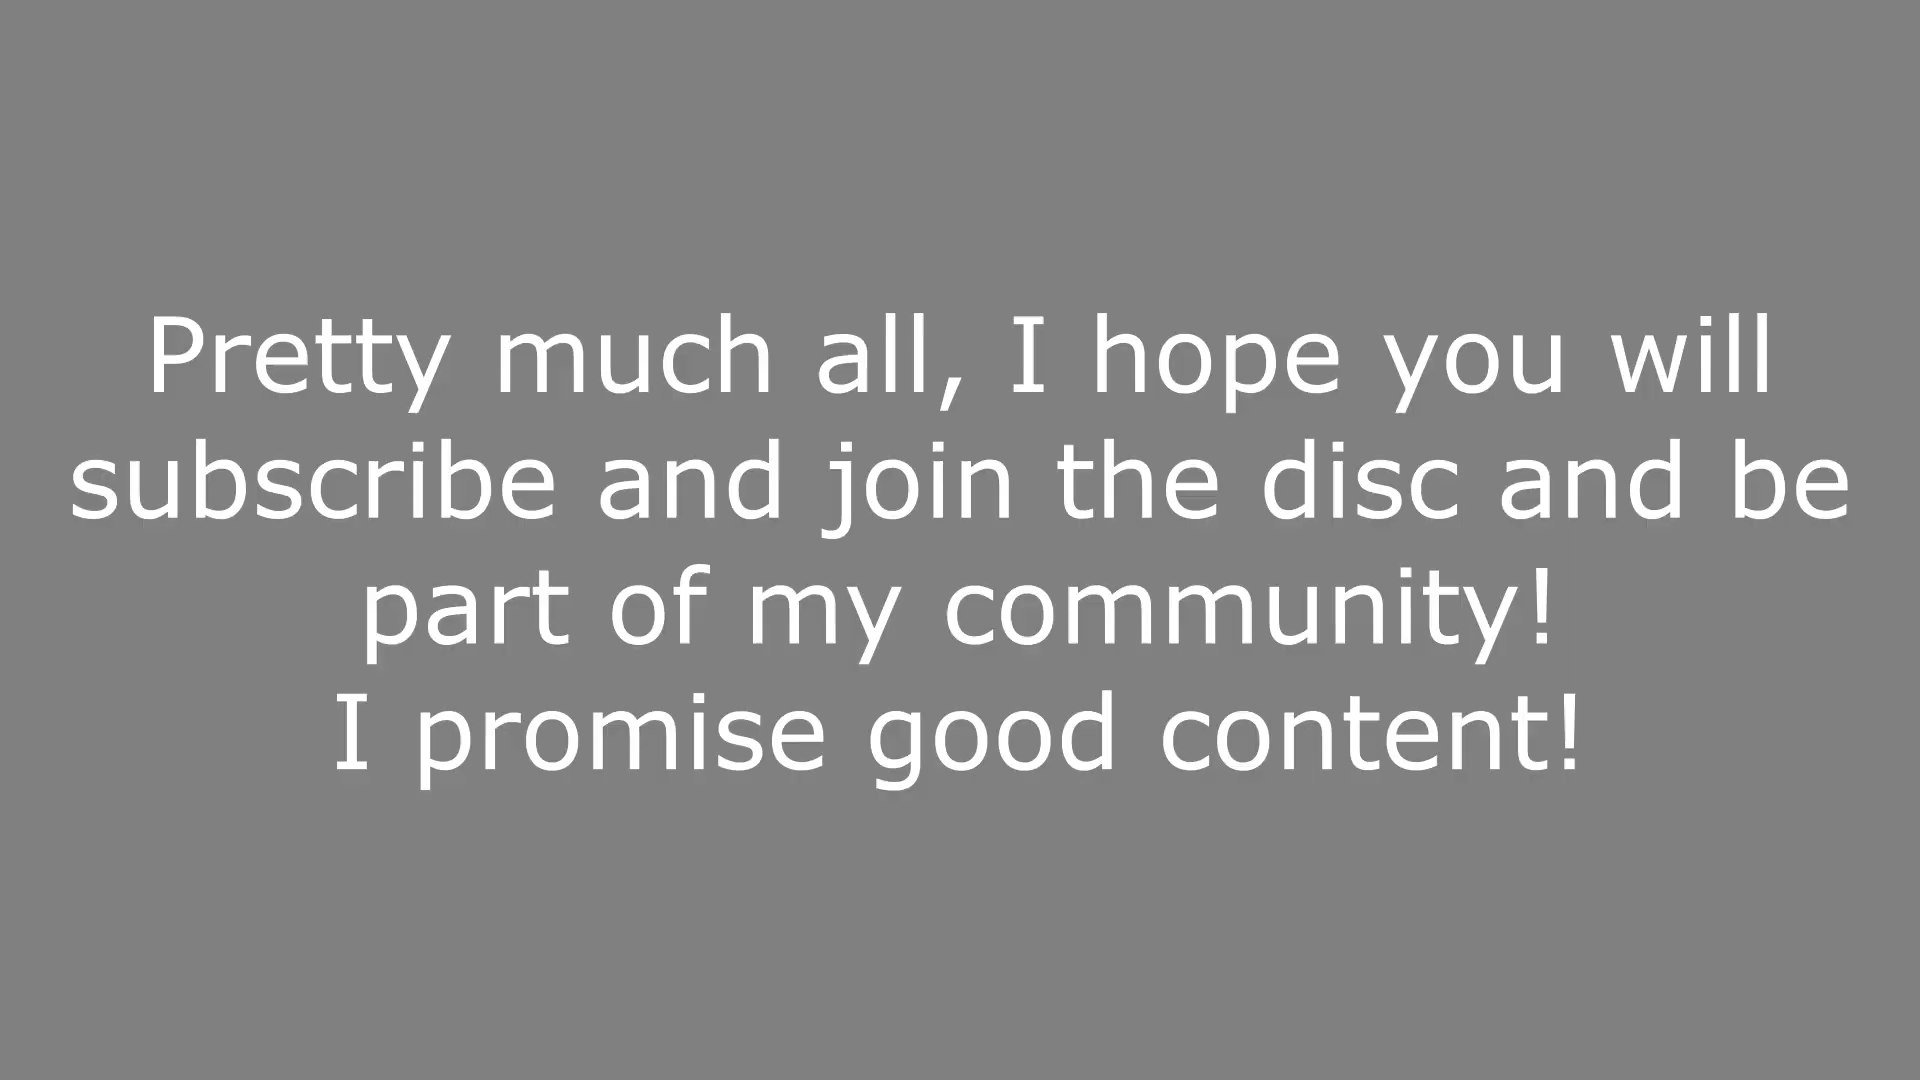 Pretty much all, I hope you will
subscribe and join the disc and be
part of my community!
I promise good content!